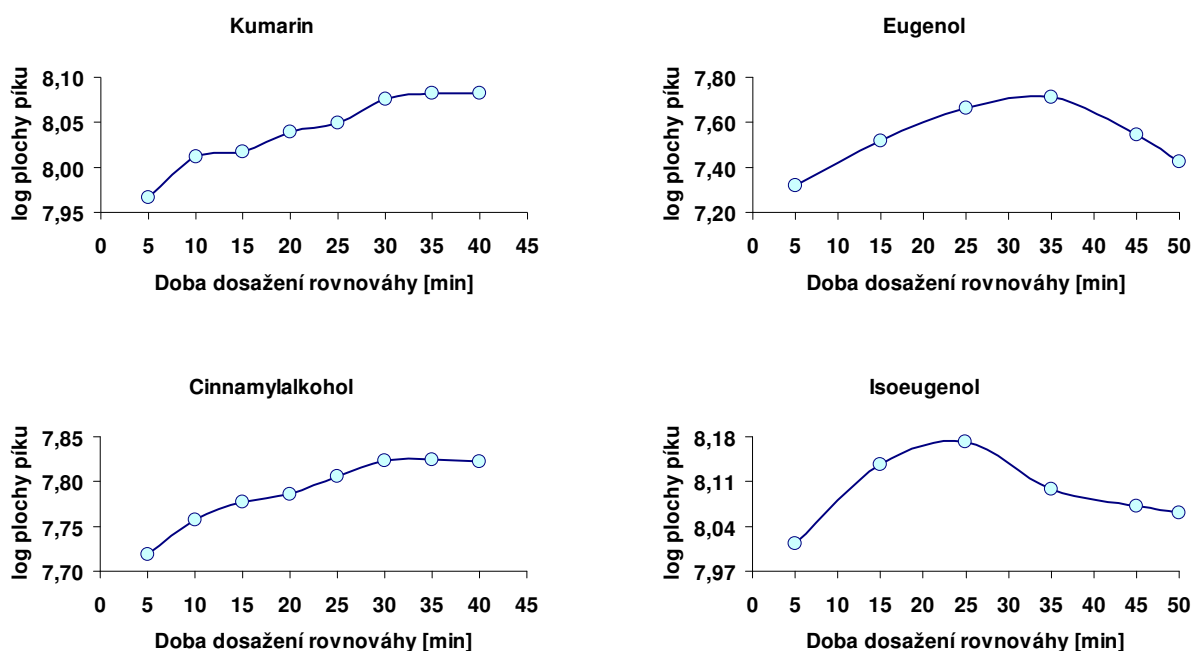 Kumarin
log plochy píku
8,10
8,05
8,00
7,95
0 5 10 15 20 25 30 35 40 45
Doba dosažení rovnováhy [min]
Eugenol
log plochy píku
7,80
7,60
7,40
7,20
0 5 10 15 20 25 30 35 40 45 50
Doba dosažení rovnováhy [min]
Cinnamylalkohol
log plochy píku
7,85
7,80
7,75
7,70
0 5 10 15 20 25 30 35 40 45
Doba dosažení rovnováhy [min]
Isoeugenol
log plochy píku
8,18
8,11
8,04
7,97
0 5 10 15 20 25 30 35 40 45 50
Doba dosažení rovnováhy [min]